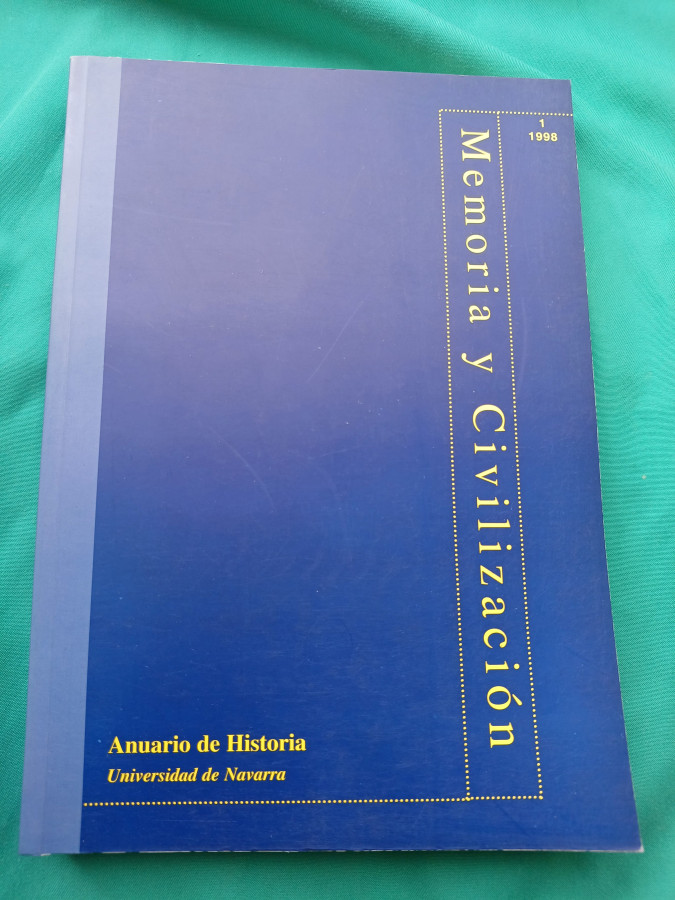 1
1998
Memoria y Civilización
Anuario de Historia
Universidad de Navarra